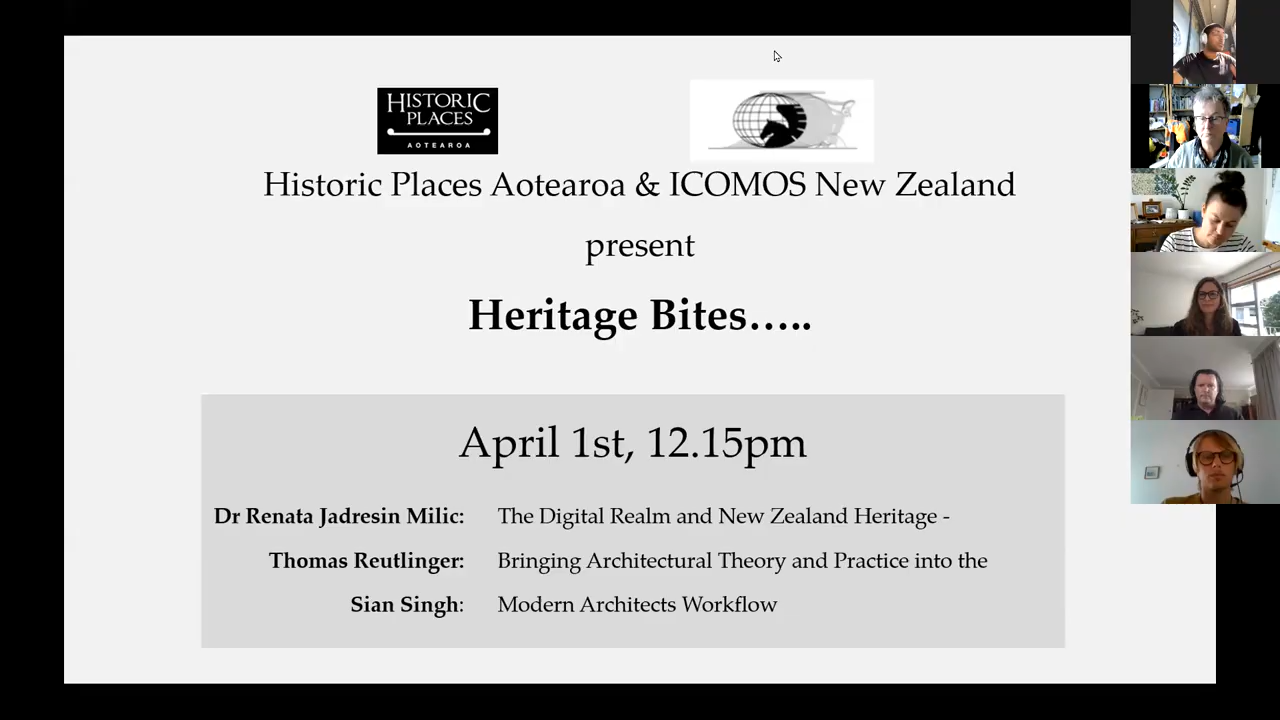 HISTORIC
PLACES
AOTEAROA
Historic Places Aotearoa & ICOMOS New Zealand
present
Heritage Bites.....
April 1st, 12.15pm
Dr Renata Jadresin Milic: The Digital Realm and New Zealand Heritage -
Thomas Reutlinger: Bringing Architectural Theory and Practice into the
Sian Singh: Modern Architects Workflow